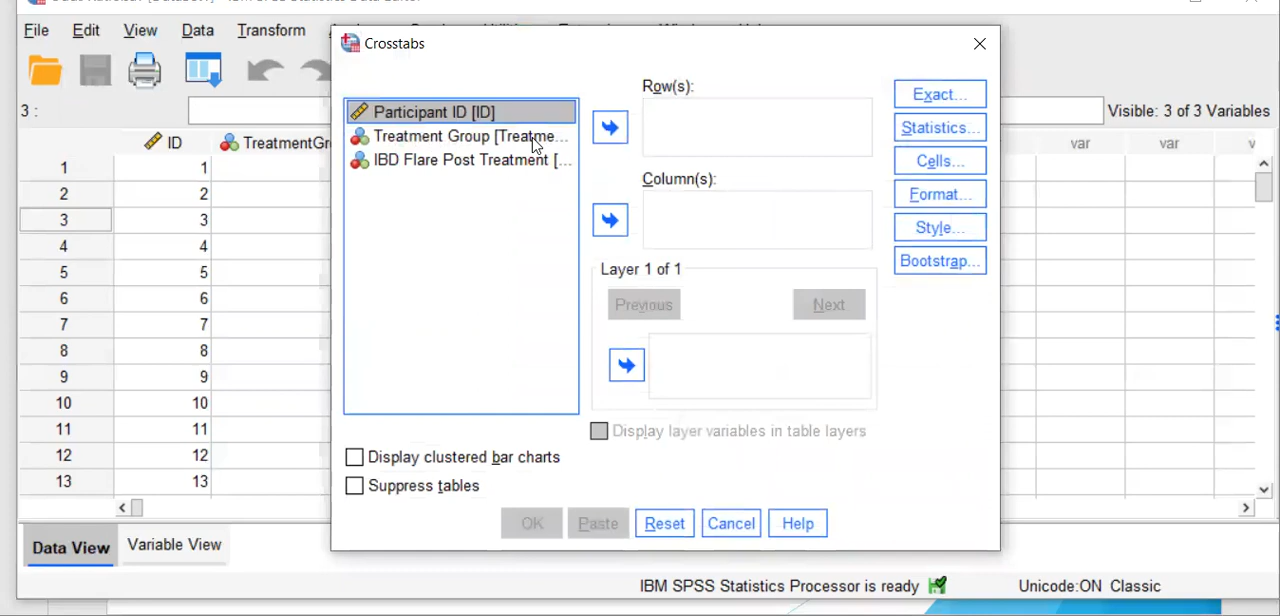 File Edit View Data Transform
Crosstabs
3 :
Visible: 3 of 3 Variables
ID TreatmentGr
var var
1 1
2 2
3 3
4 4
5 5
6 6
7 7
8 8
9 9
10 10
11 11
12 12
13 13
Participant ID [ID]
Treatment Group [Treatme...
IBD Flare Post Treatment [...
Row(s):
Column(s):
Layer 1 of 1
Previous Next
Display layer variables in table layers
Exact...
Statistics...
Cells...
Format...
Style...
Bootstrap...
Display clustered bar charts
Suppress tables
OK Paste Reset Cancel Help
Data View Variable View
IBM SPSS Statistics Processor is ready Unicode:ON Classic